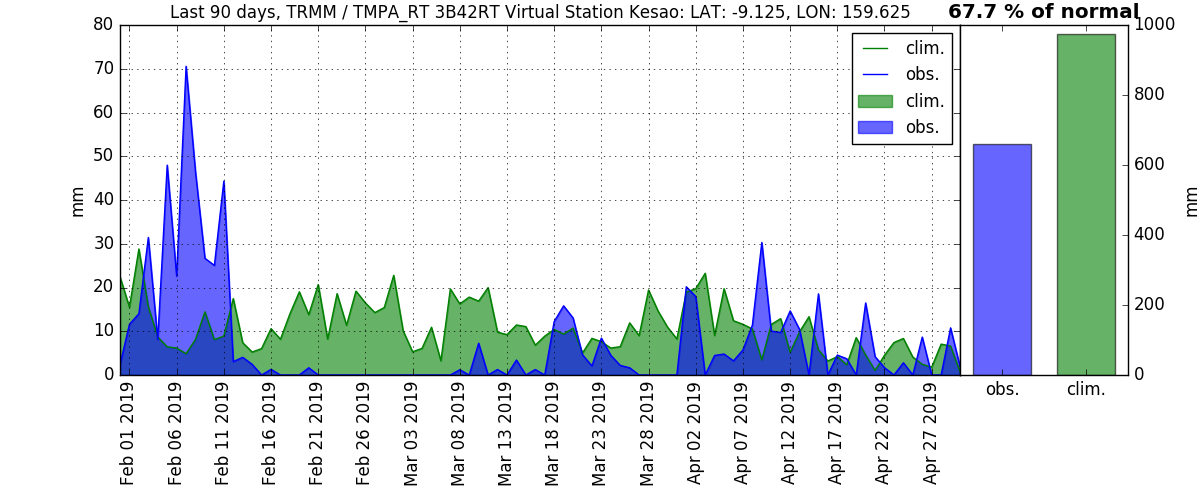 Last 90 days, TRMM / TMPA_RT 3B42RT Virtual Station Kesao: LAT: -9.125, LON: 159.625
67.7 % of normal
80
70
60
50
40
30
20
10
0
mm
clim.
obs.
clim.
obs.
Feb 01 2019
Feb 06 2019
Feb 11 2019
Feb 16 2019
Feb 21 2019
Feb 26 2019
Mar 03 2019
Mar 08 2019
Mar 13 2019
Mar 18 2019
Mar 23 2019
Mar 28 2019
Apr 02 2019
Apr 07 2019
Apr 12 2019
Apr 17 2019
Apr 22 2019
Apr 27 2019
1000
800
600
400
200
0
mm
obs.
clim.